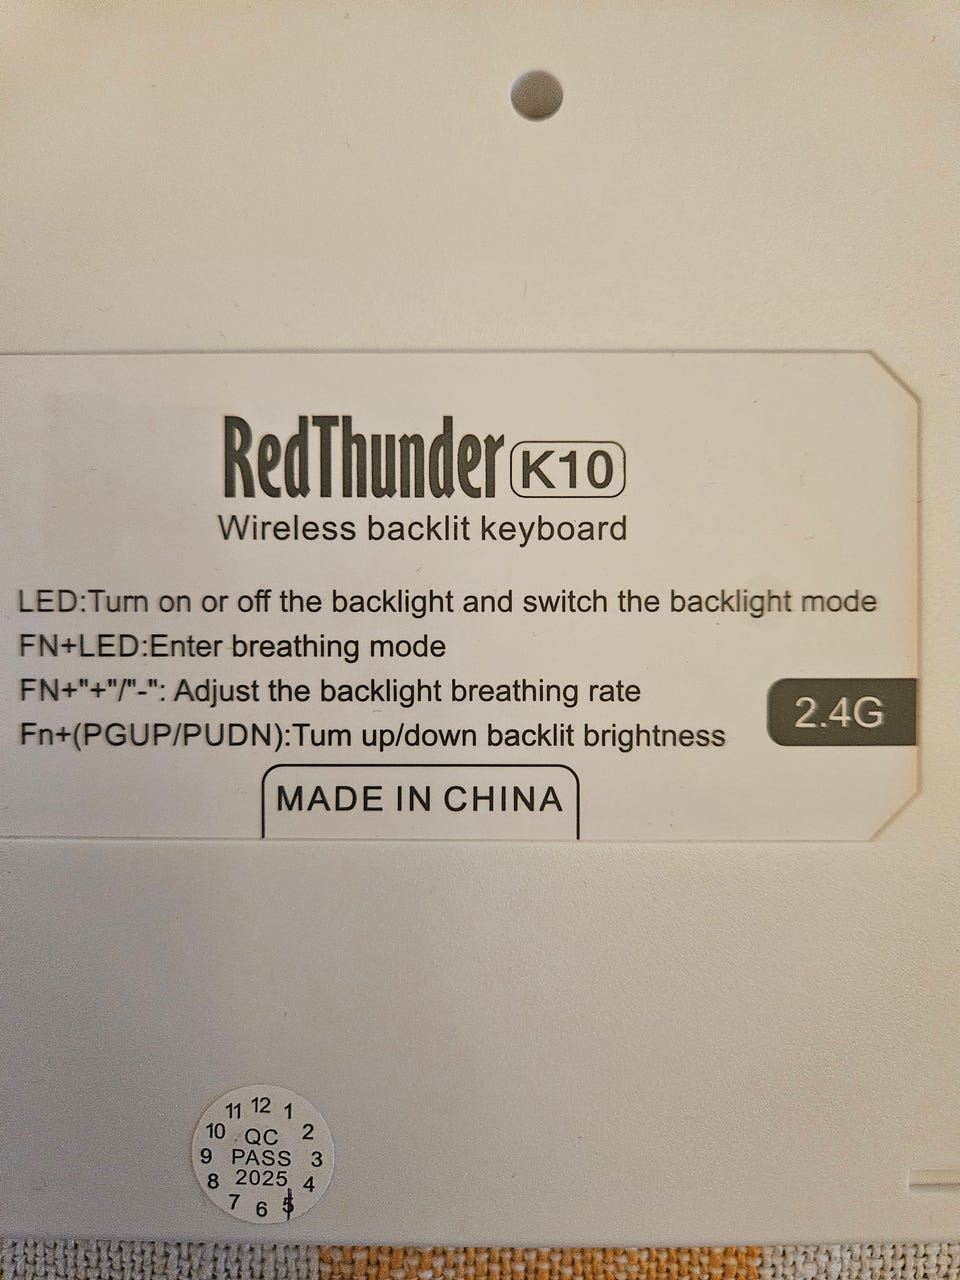 RedThunder K10
Wireless backlit keyboard
LED:Turn on or off the backlight and switch the backlight mode
FN+LED:Enter breathing mode
FN+"+"/"-": Adjust the backlight breathing rate
Fn+(PGUP/PUDN):Tum up/down backlit brightness
2.4G
MADE IN CHINA
11 12 1
10 QC 2
9 PASS 3
8 2025 4
7 6 5